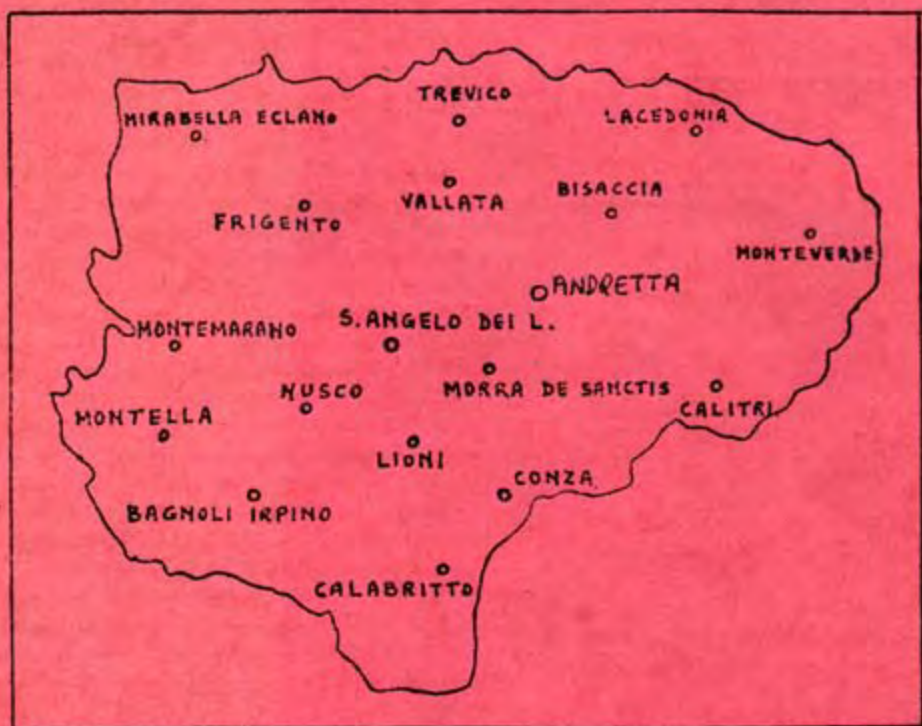 TREVICO
MIRABELLA ECLANO
LACEDONIA
VALLATA
BISACCIA
FRIGENTO
MONTEVERDE
ANDRETTA
S. ANGELO DEI L.
MONTEMARANO
MORRA DE SANCTIS
NUSCO
CALITRI
MONTELLA
LIONI
CONZA
BAGNOLI IRPINO
CALABRITTO